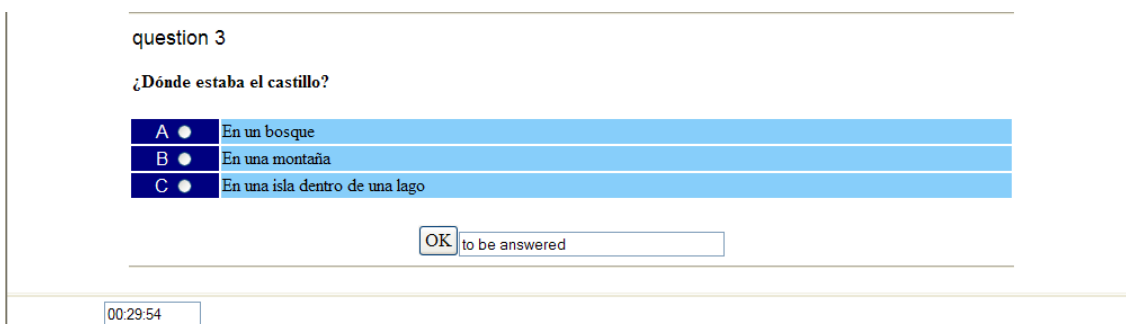 question 3
¿Dónde estaba el castillo?
A En un bosque
B En una montaña
C En una isla dentro de una lago
OK to be answered
00:29:54